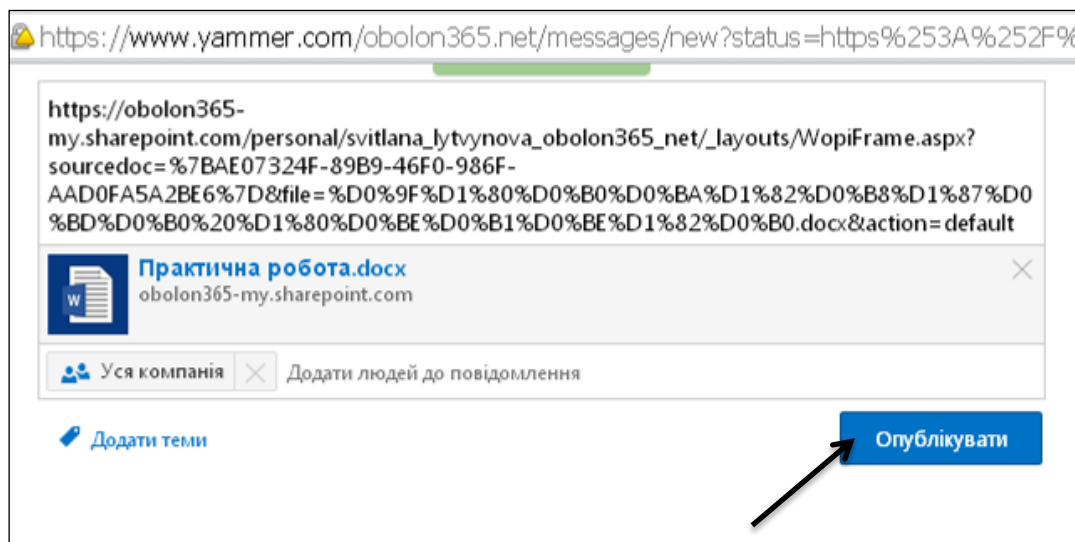 https://www.yammer.com/obolon365.net/messages/new?status=https%253A%252F%
https://obolon365-
my.sharepoint.com/personal/svitlana_lytvynova_obolon365_net/_layouts/WopiFrame.aspx?
sourcedoc=%7BAE07324F-89B9-46F0-986F-
AAD0FA5A2BE6%7D&file=%D0%9F%D1%80%D0%B0%D0%BA%D1%82%D0%B8%D1%87%D0
%BD%D0%B0%20%D1%80%D0%BE%D0%B1%D0%BE%D1%82%D0%B0.docx&action=default
Практична робота.docx
obolon365-my.sharepoint.com
Уся компанія Додати людей до повідомлення
Додати теми Опублікувати